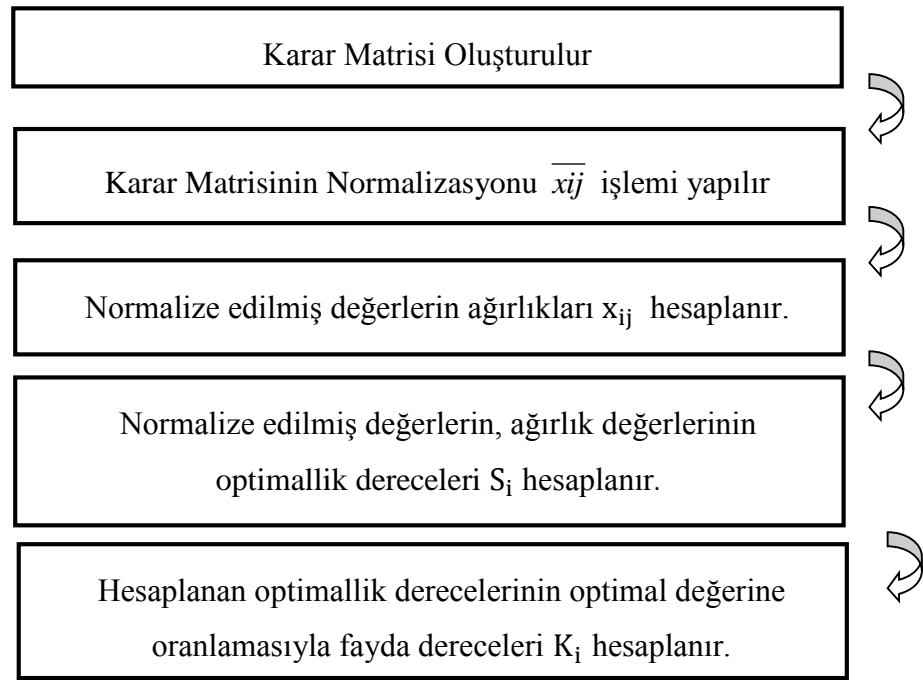 Karar Matrisi Oluşturulur
Karar Matrisinin Normalizasyonu x̅i̅j̅ işlemi yapılır
Normalize edilmiş değerlerin ağırlıkları xᵢⱼ hesaplanır.
Normalize edilmiş değerlerin, ağırlık değerlerinin
optimallik dereceleri Sᵢ hesaplanır.
Hesaplanan optimallik derecelerinin optimal değerine
oranlamasıyla fayda dereceleri Kᵢ hesaplanır.